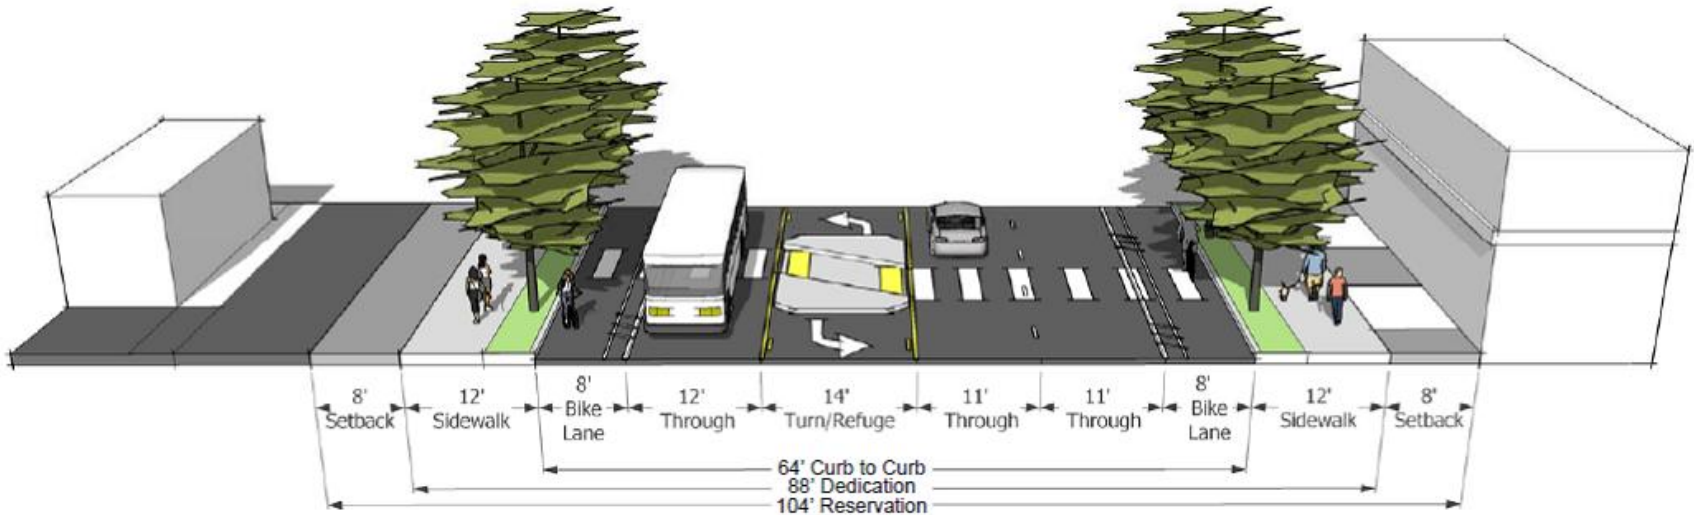 8' 12' 8' 12' 14' 11' 11' 8' 12' 8'
Setback Sidewalk Bike Lane Through Turn/Refuge Through Through Bike Lane Sidewalk Setback
64' Curb to Curb
88' Dedication
104' Reservation